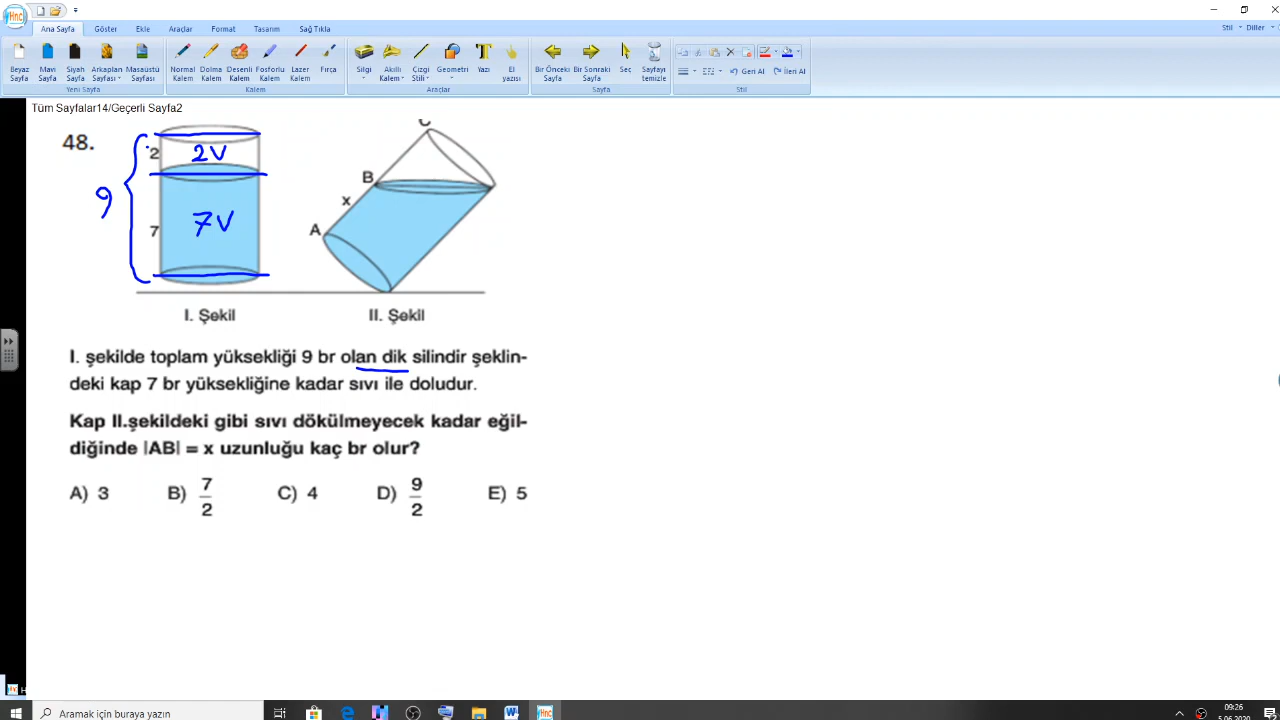 Ana Sayfa Göster Ekle Araçlar Format Tasarım Sağ Tıkla
Stil Diller
Beyaz Sayfa Mavi Sayfa Siyah Sayfa Arkaplan Sayfası Masaüstü Sayfası Normal Kalem Dolma Kalem Desenli Kalem Fosforlu Kalem Lazer Kalem Fırça Silgi Akıllı Kalem Çizgi Stili Geometri Yazı El yazısı Bir Önceki Sayfa Bir Sonraki Sayfa Sec Sayfayı temizle Geri Al İleri Al
Yeni Sayfa Kalem Araçlar Sayfa Stil
Tüm Sayfalar14/Geçerli Sayfa2
48.
2
2V
9
7
7V
C
B
x
A
I. Şekil II. Şekil
I. şekilde toplam yüksekliği 9 br olan dik silindir şeklin-
deki kap 7 br yüksekliğine kadar sıvı ile doludur.
Kap II.şekildeki gibi sıvı dökülmeyecek kadar eğil-
diğinde |AB| = x uzunluğu kaç br olur?
A) 3 B) 7/2 C) 4 D) 9/2 E) 5
Aramak için buraya yazın
09:26
5.06.2020